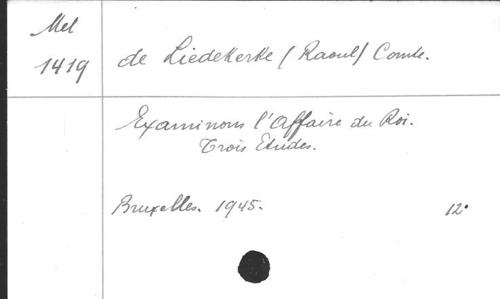 Mel
1419
de Liedekerke (Raoul) Comte.
Examinons l'Affaire du Roi.
Trois Etudes.
Bruxelles. 1945.
12°